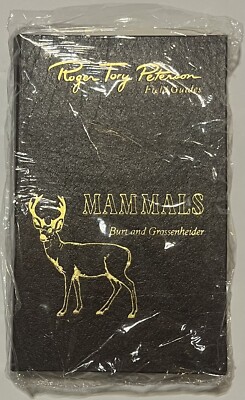 Roger Tory Peterson
Field Guides
MAMMALS
Burt and Grossenheider